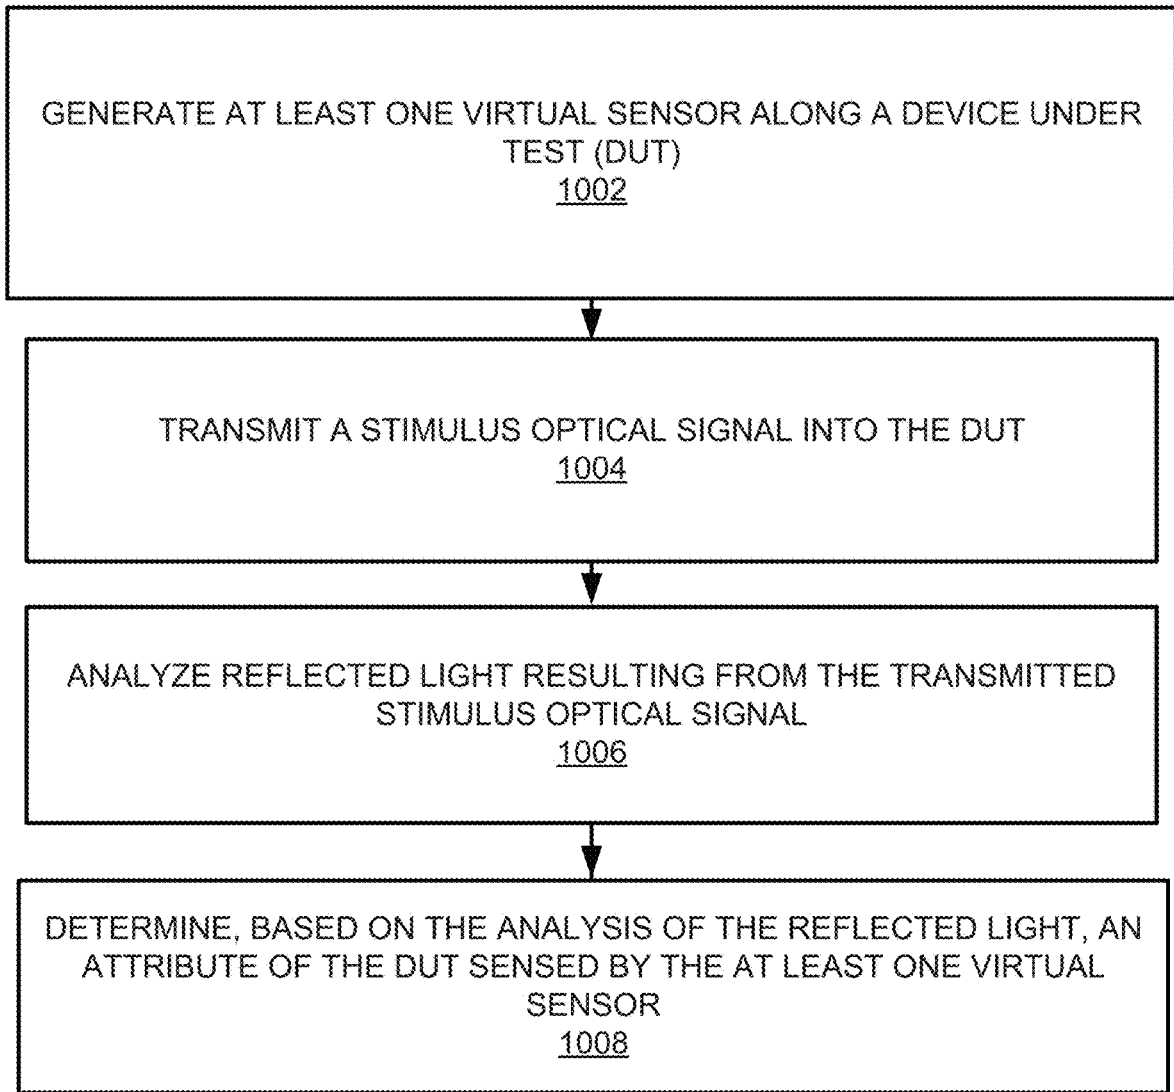 GENERATE AT LEAST ONE VIRTUAL SENSOR ALONG A DEVICE UNDER
TEST (DUT)
1002
TRANSMIT A STIMULUS OPTICAL SIGNAL INTO THE DUT
1004
ANALYZE REFLECTED LIGHT RESULTING FROM THE TRANSMITTED
STIMULUS OPTICAL SIGNAL
1006
DETERMINE, BASED ON THE ANALYSIS OF THE REFLECTED LIGHT, AN
ATTRIBUTE OF THE DUT SENSED BY THE AT LEAST ONE VIRTUAL
SENSOR
1008